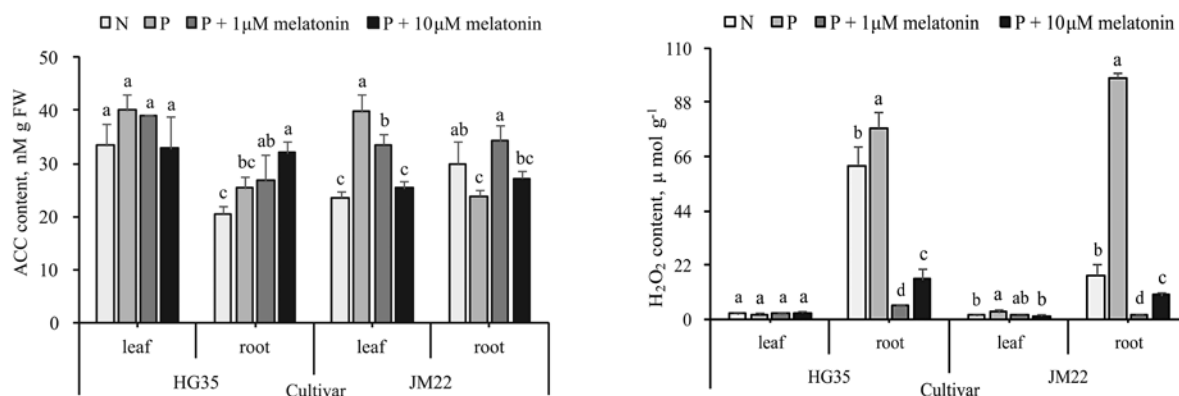 N P P + 1μM melatonin P + 10μM melatonin
ACC content, nM g FW
50
40
30
20
10
0
a a a a
c bc ab a
c a b c
ab c a bc
leaf root leaf root
HG35 JM22
Cultivar
N P P + 1μM melatonin P + 10μM melatonin
H₂O₂ content, μ mol g⁻¹
110
88
66
44
22
0
a a a a
b a d c
b a ab b
b a d c
leaf root leaf root
HG35 JM22
Cultivar